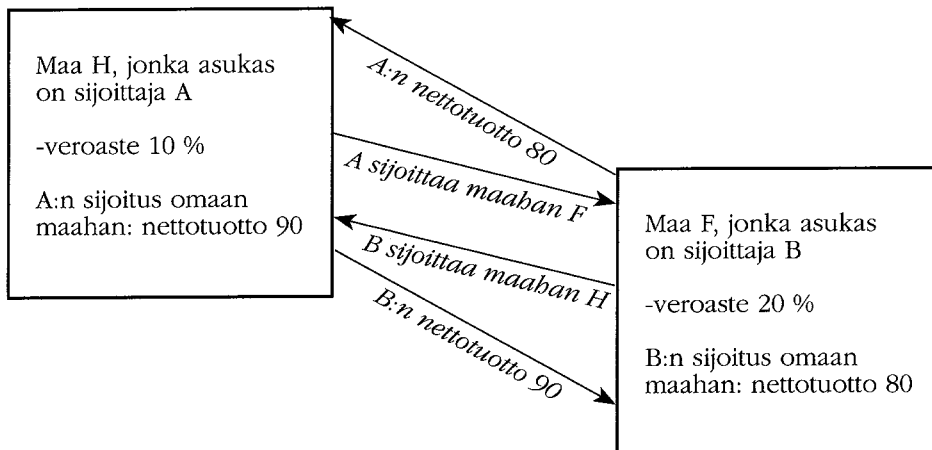 Maa H, jonka asukas
on sijoittaja A
-veroaste 10 %
A:n sijoitus omaan
maahan: nettotuotto 90
A:n nettotuotto 80
A sijoittaa maahan F
B sijoittaa maahan H
B:n nettotuotto 90
Maa F, jonka asukas
on sijoittaja B
-veroaste 20 %
B:n sijoitus omaan
maahan: nettotuotto 80